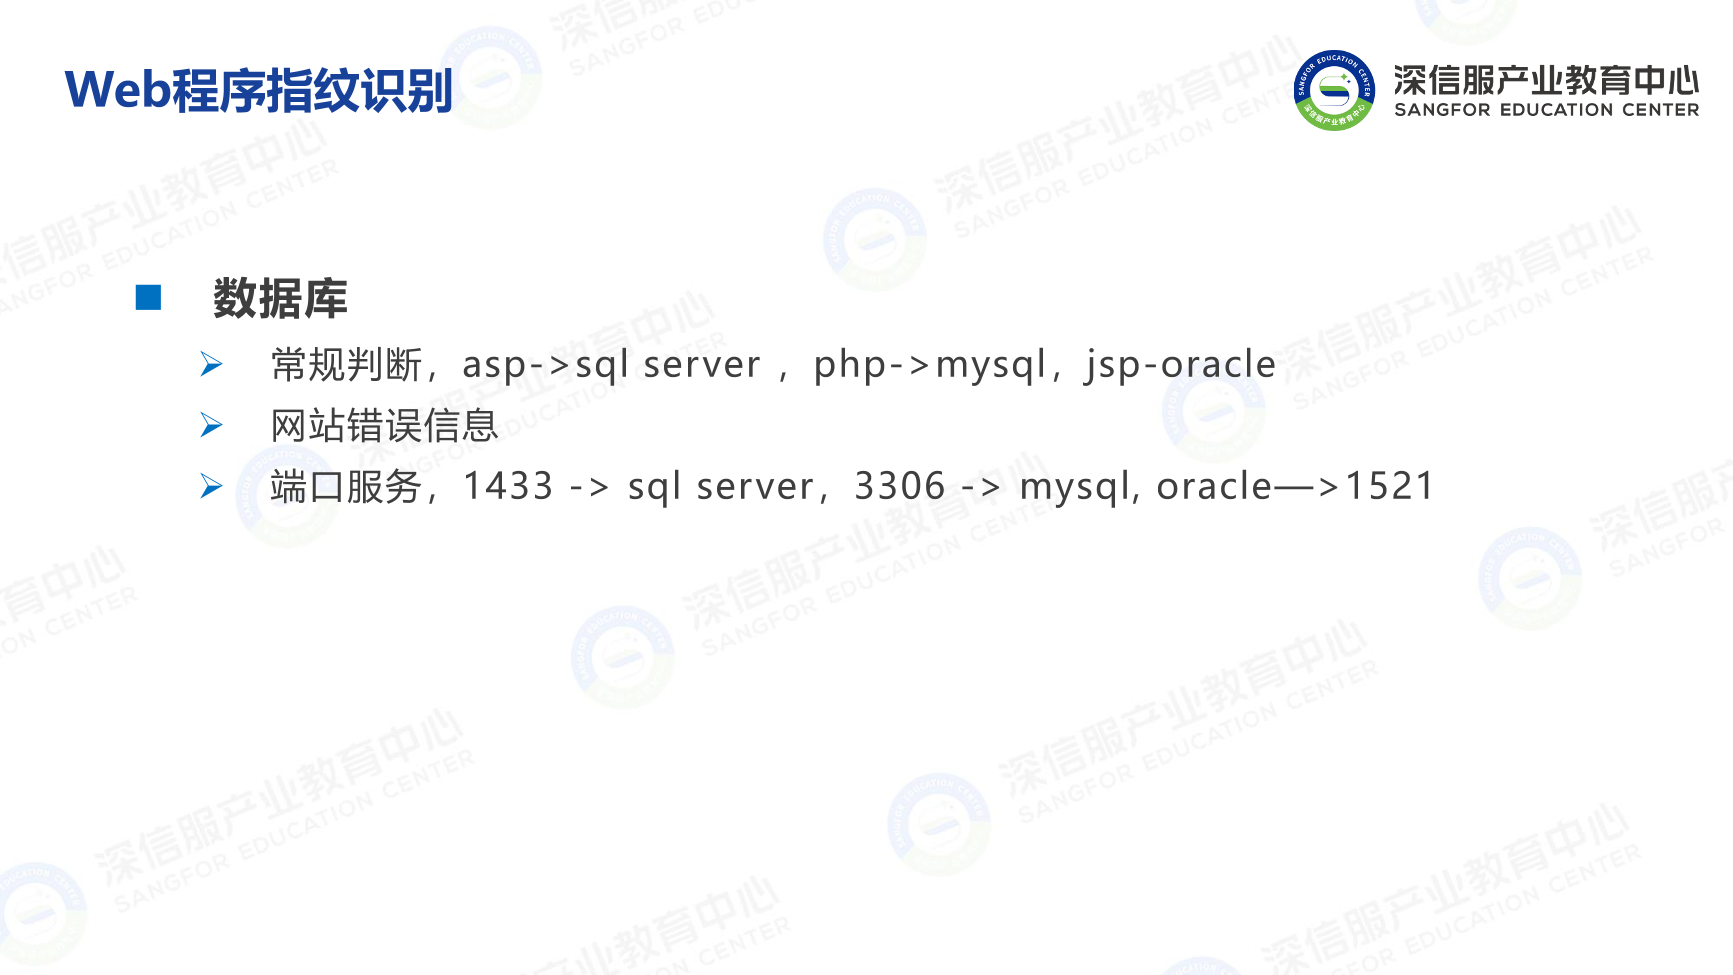 Web程序指纹识别
深信服产业教育中心
SANGFOR EDUCATION CENTER
数据库
常规判断，asp->sql server ，php->mysql，jsp-oracle
网站错误信息
端口服务，1433 -> sql server，3306 -> mysql, oracle—>1521